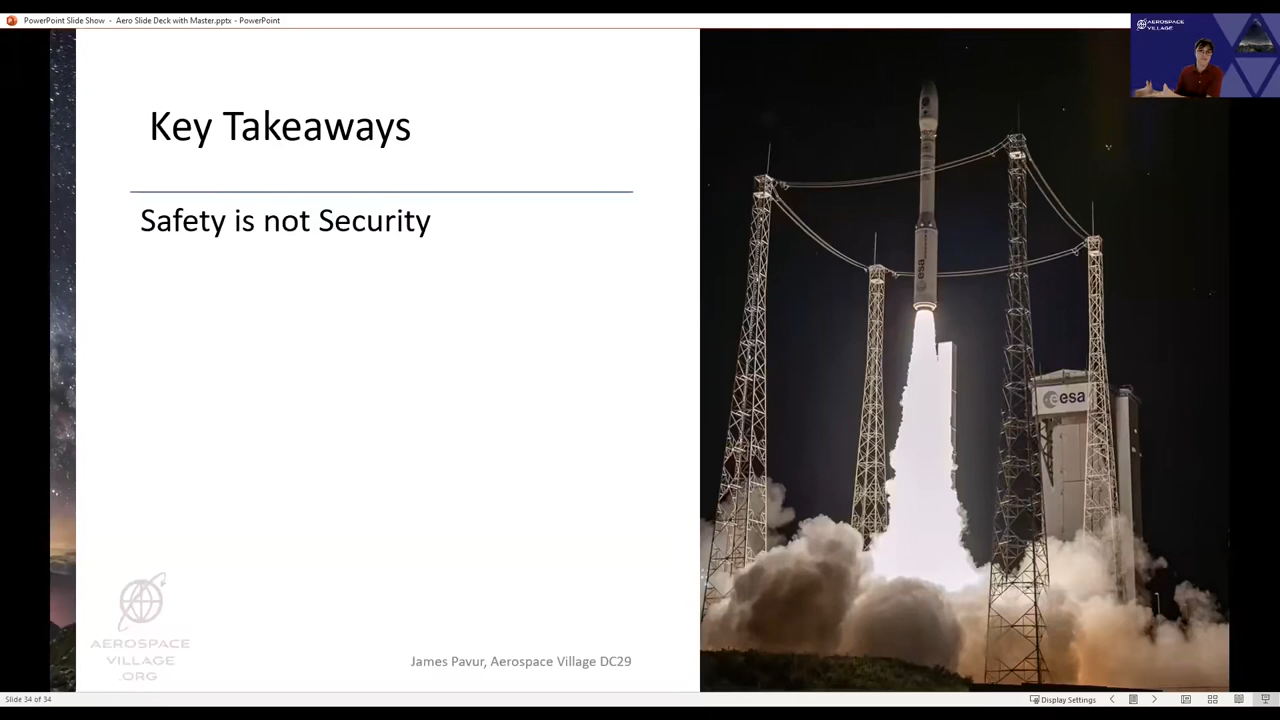 PowerPoint Slide Show - Aero Slide Deck with Master.pptx - PowerPoint
AEROSPACE
VILLAGE
Key Takeaways
Safety is not Security
esa
esa
AEROSPACE
VILLAGE
.ORG
James Pavur, Aerospace Village DC29
Slide 34 of 34
Display Settings